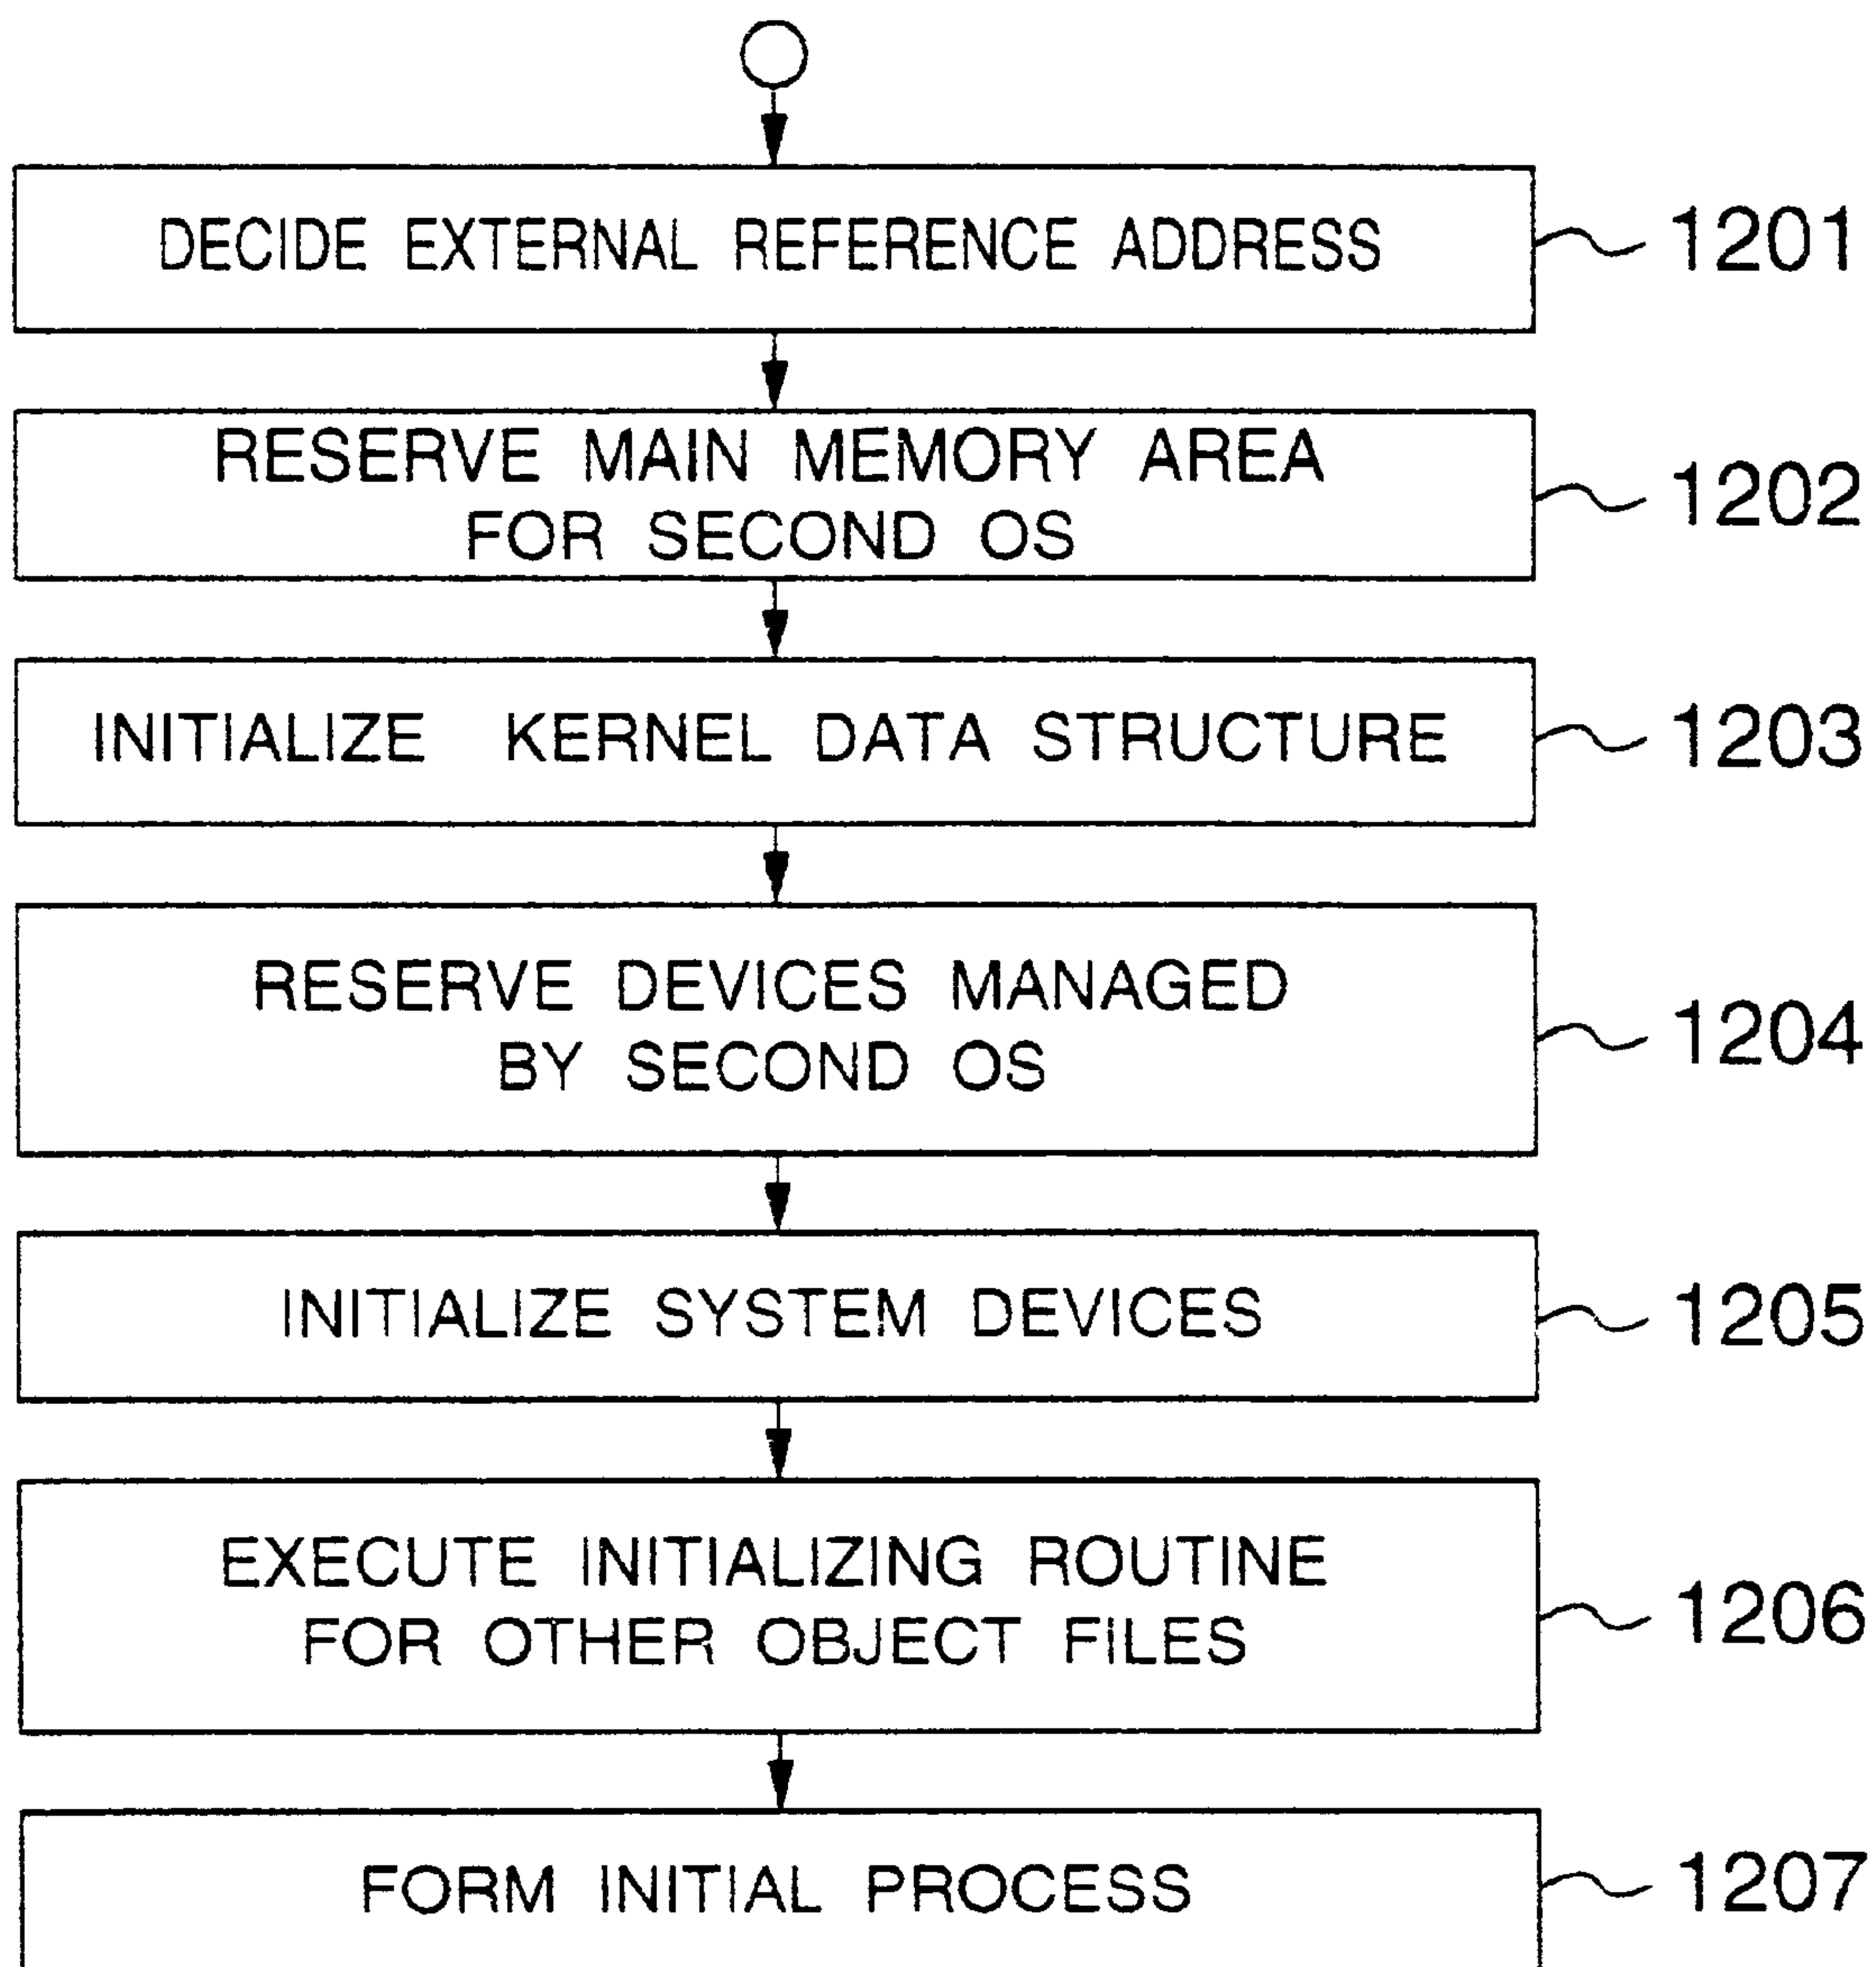 DECIDE EXTERNAL REFERENCE ADDRESS
1201
RESERVE MAIN MEMORY AREA
FOR SECOND OS
1202
INITIALIZE KERNEL DATA STRUCTURE
1203
RESERVE DEVICES MANAGED
BY SECOND OS
1204
INITIALIZE SYSTEM DEVICES
1205
EXECUTE INITIALIZING ROUTINE
FOR OTHER OBJECT FILES
1206
FORM INITIAL PROCESS
1207